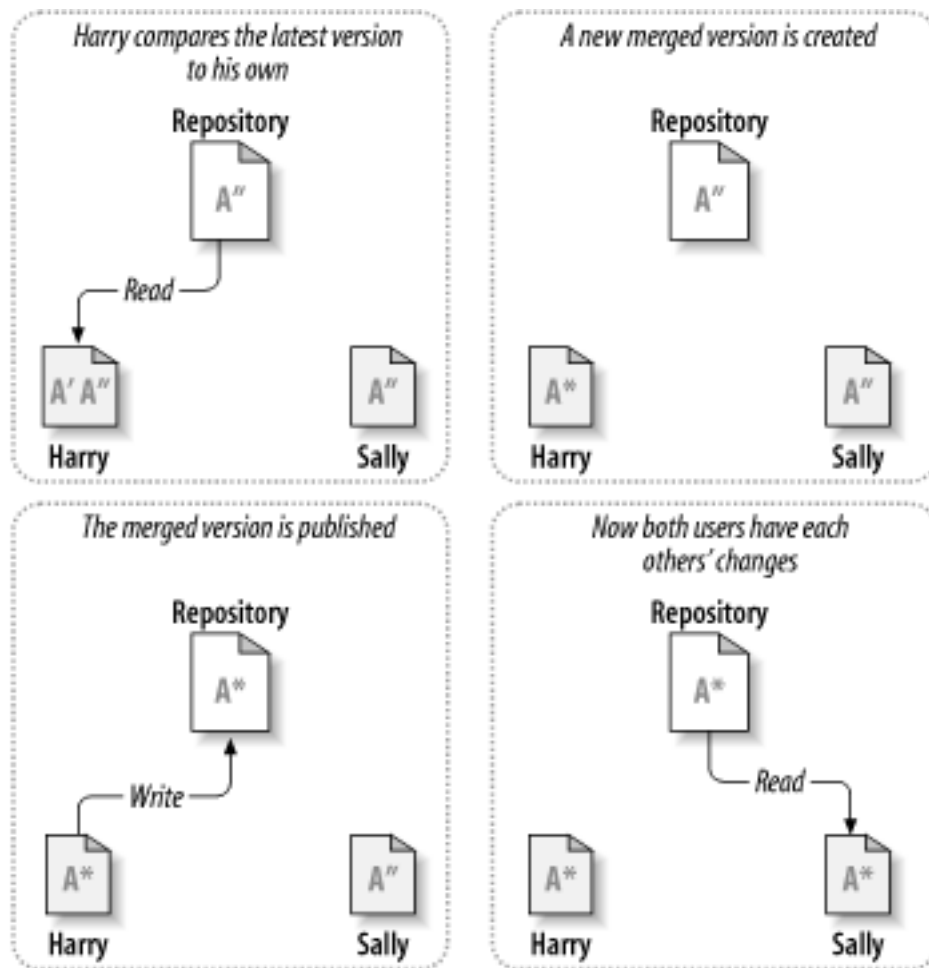 Harry compares the latest version
to his own
Repository
A″
Read
A′ A″
A″
Harry
Sally
A new merged version is created
Repository
A″
A*
A″
Harry
Sally
The merged version is published
Repository
A*
Write
A*
A″
Harry
Sally
Now both users have each
others’ changes
Repository
A*
Read
A*
A*
Harry
Sally